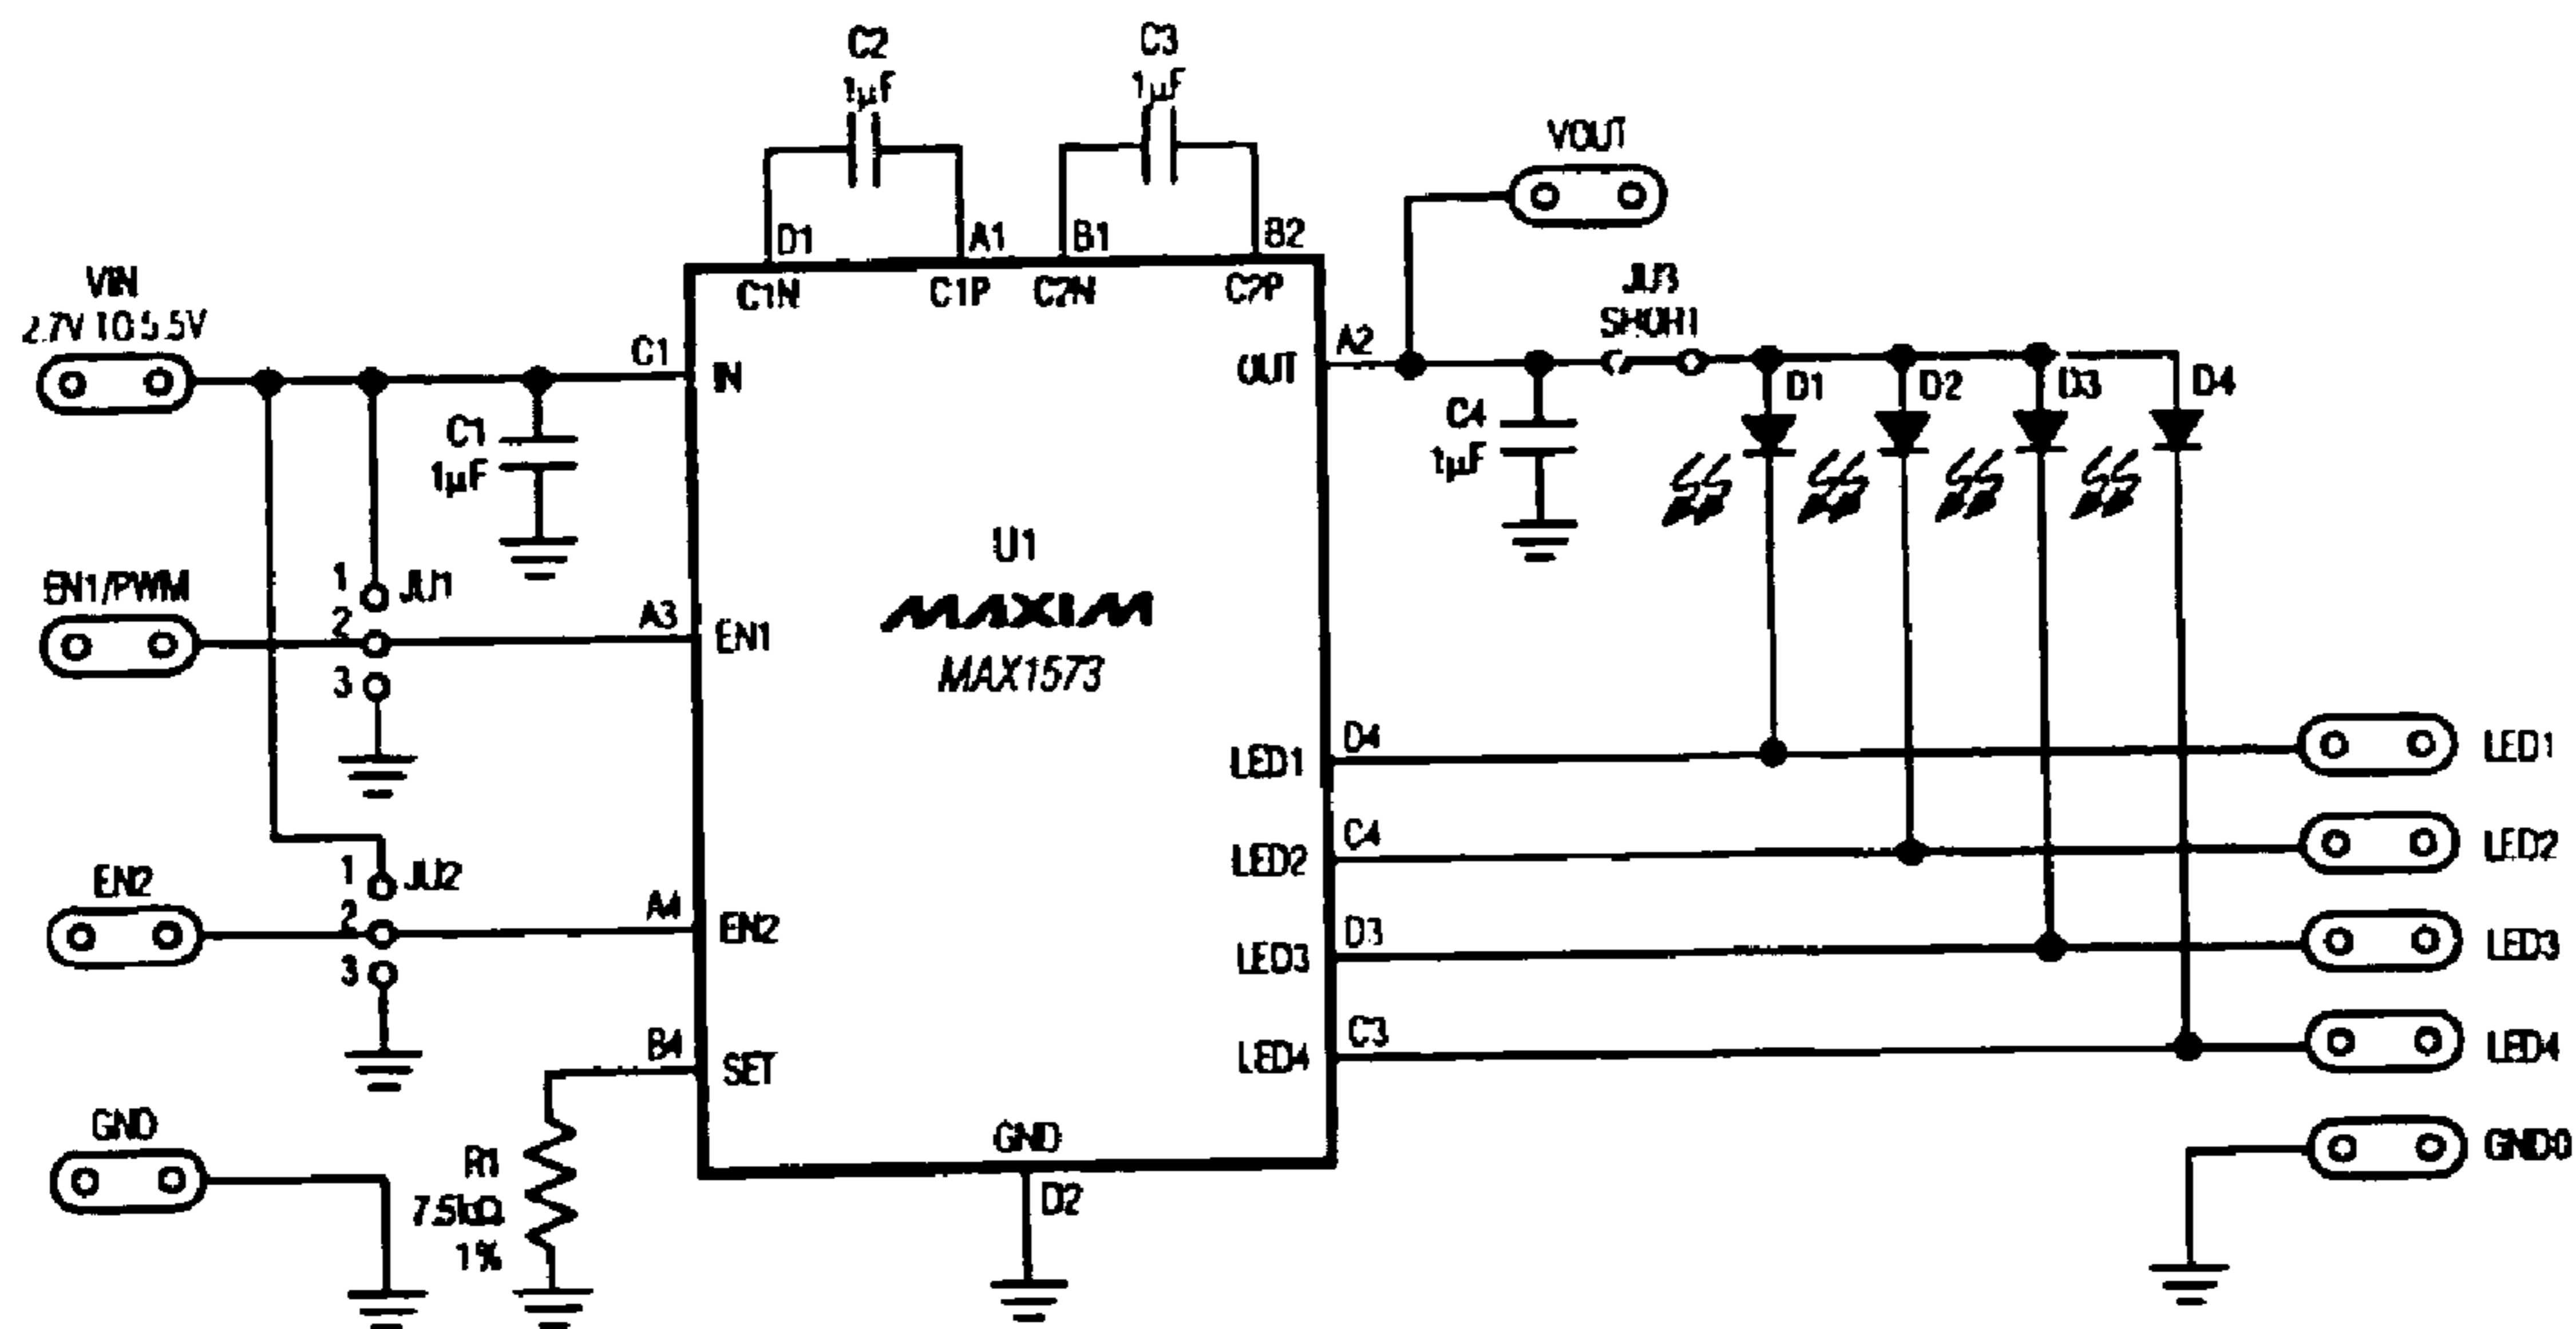 C2
1µF
C3
1µF
VOUT
D1
A1
B1
B2
C1N
C1P
C2N
C2P
VIN
2.7V TO 5.5V
C1
IN
C1
1µF
OUT
A2
JU3
SHORT
C4
1µF
D1
D2
D3
D4
U1
MAXIM
MAX1573
EN1/PWM
1
JU1
2
3
A3
EN1
EN2
1
JU2
2
3
A4
EN2
B4
SET
R1
7.5kΩ
1%
GND
GND
D2
LED1
D4
LED1
LED2
C4
LED2
LED3
D3
LED3
LED4
C3
LED4